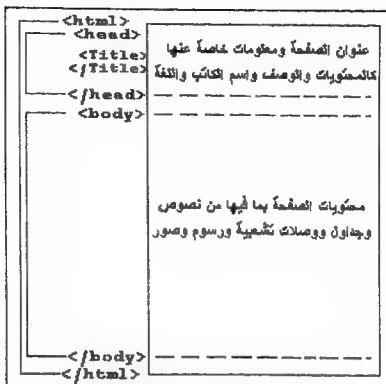 <html>
<head>
<Title>
</Title>
عنوان الصفحة ومعلومات خاصة عنها
كالمحتويات والوصف وإسم الكاتب واللغة
</head>
<body>
محتويات الصفحة بما فيها من نصوص
وجداول ووصلات تشعبية ورسوم وصور
</body>
</html>